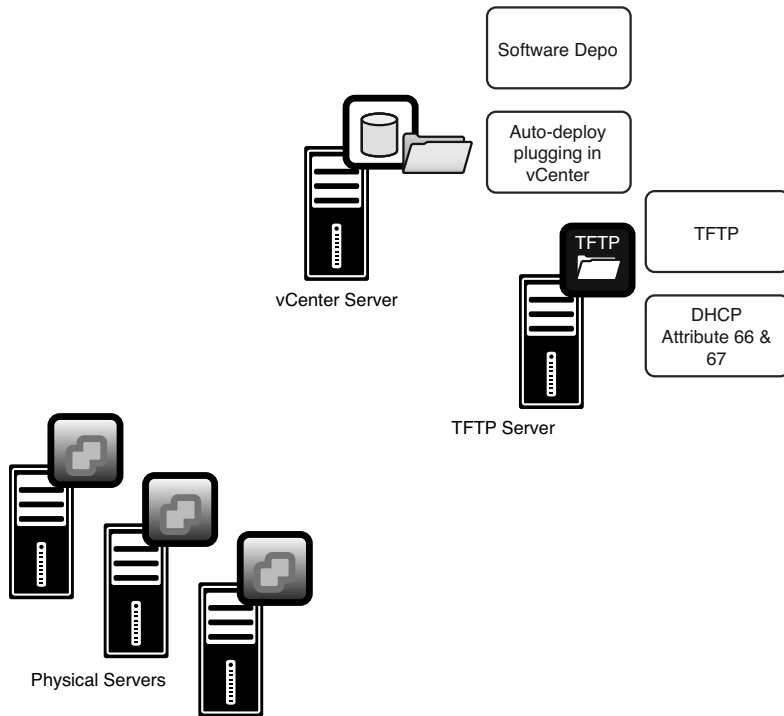 Software Depo
Auto-deploy
plugging in
vCenter
TFTP
TFTP
vCenter Server
DHCP
Attribute 66 &
67
TFTP Server
Physical Servers